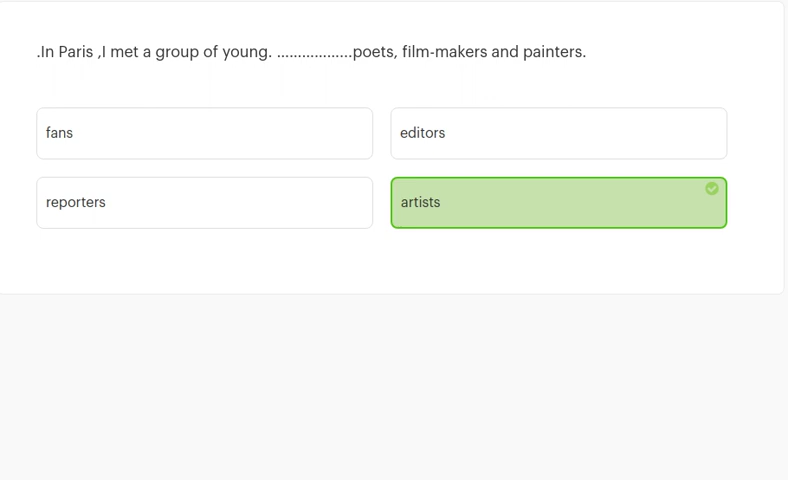 .In Paris ,I met a group of young. ..................poets, film-makers and painters.
fans
editors
reporters
artists